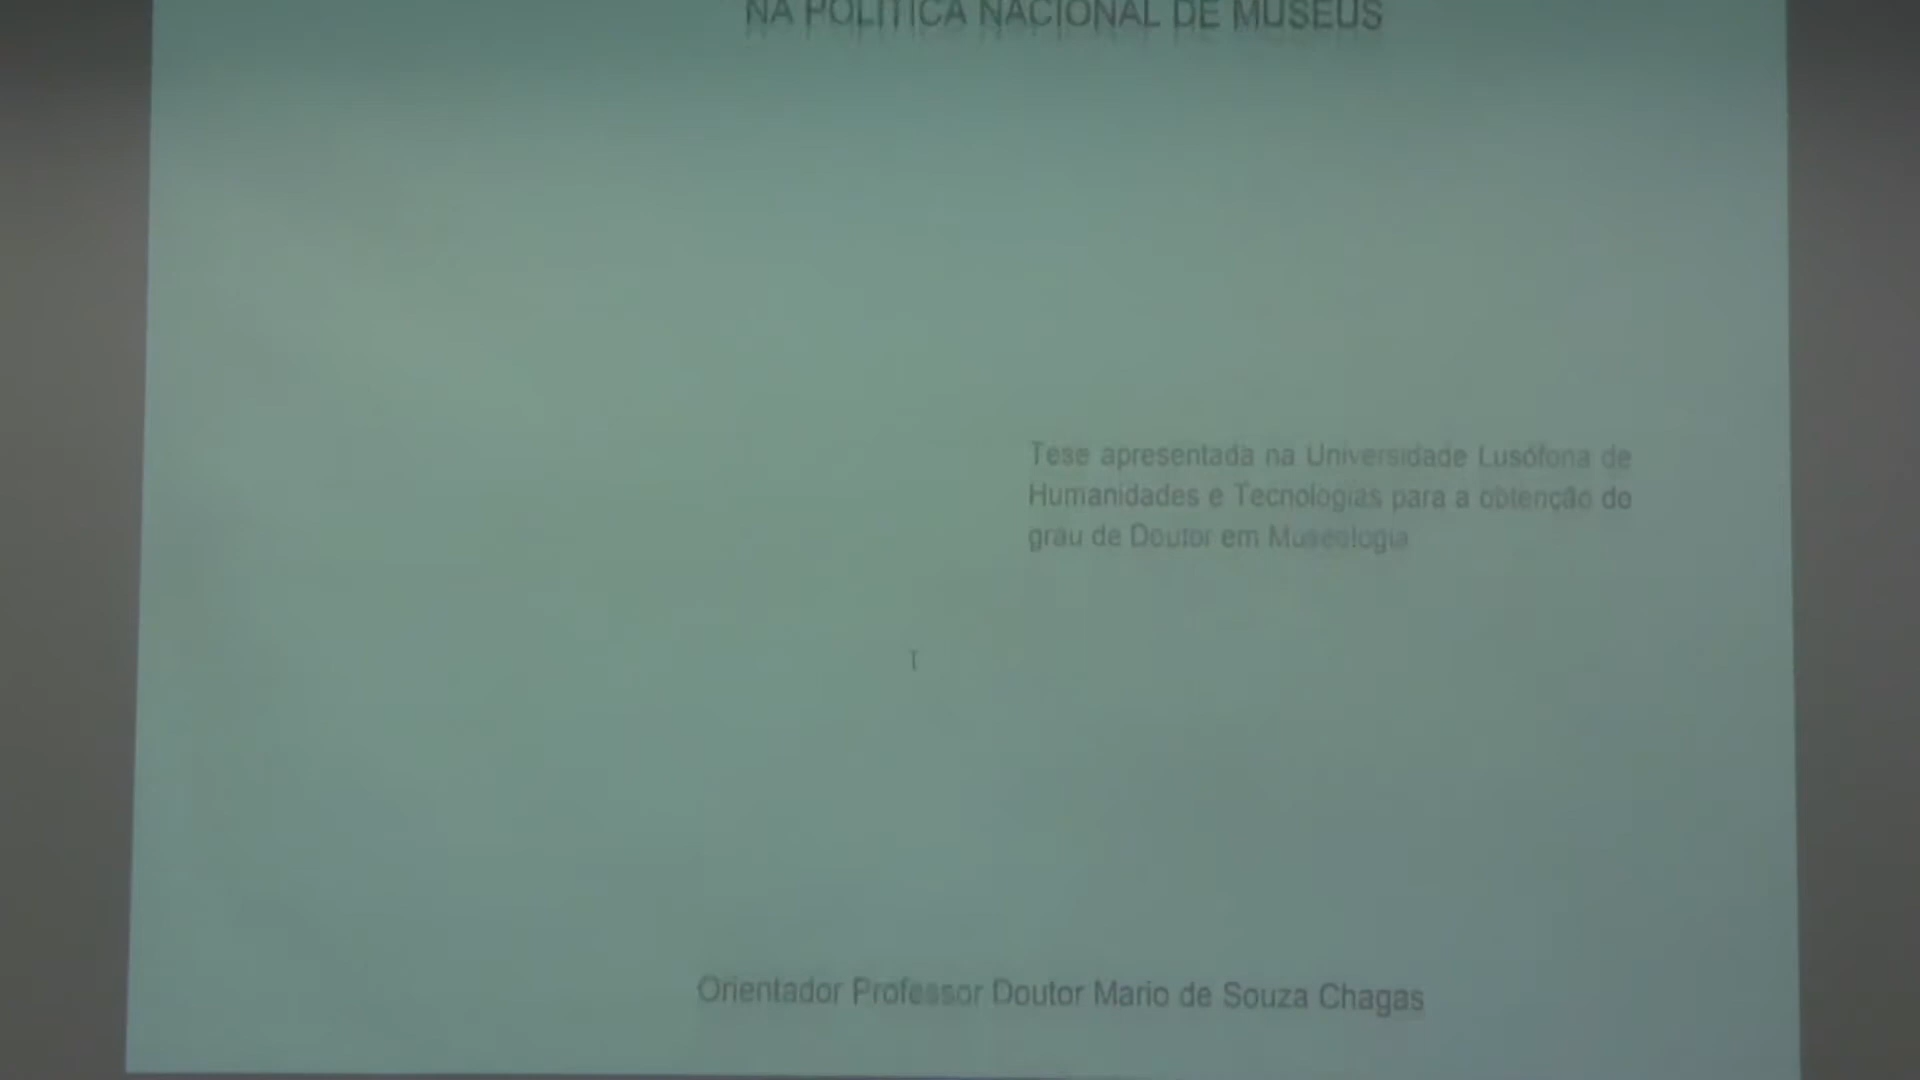 NA POLÍTICA NACIONAL DE MUSEUS
Tese apresentada na Universidade Lusófona de
Humanidades e Tecnologias para a obtenção do
grau de Doutor em Museologia
Orientador Professor Doutor Mario de Souza Chagas